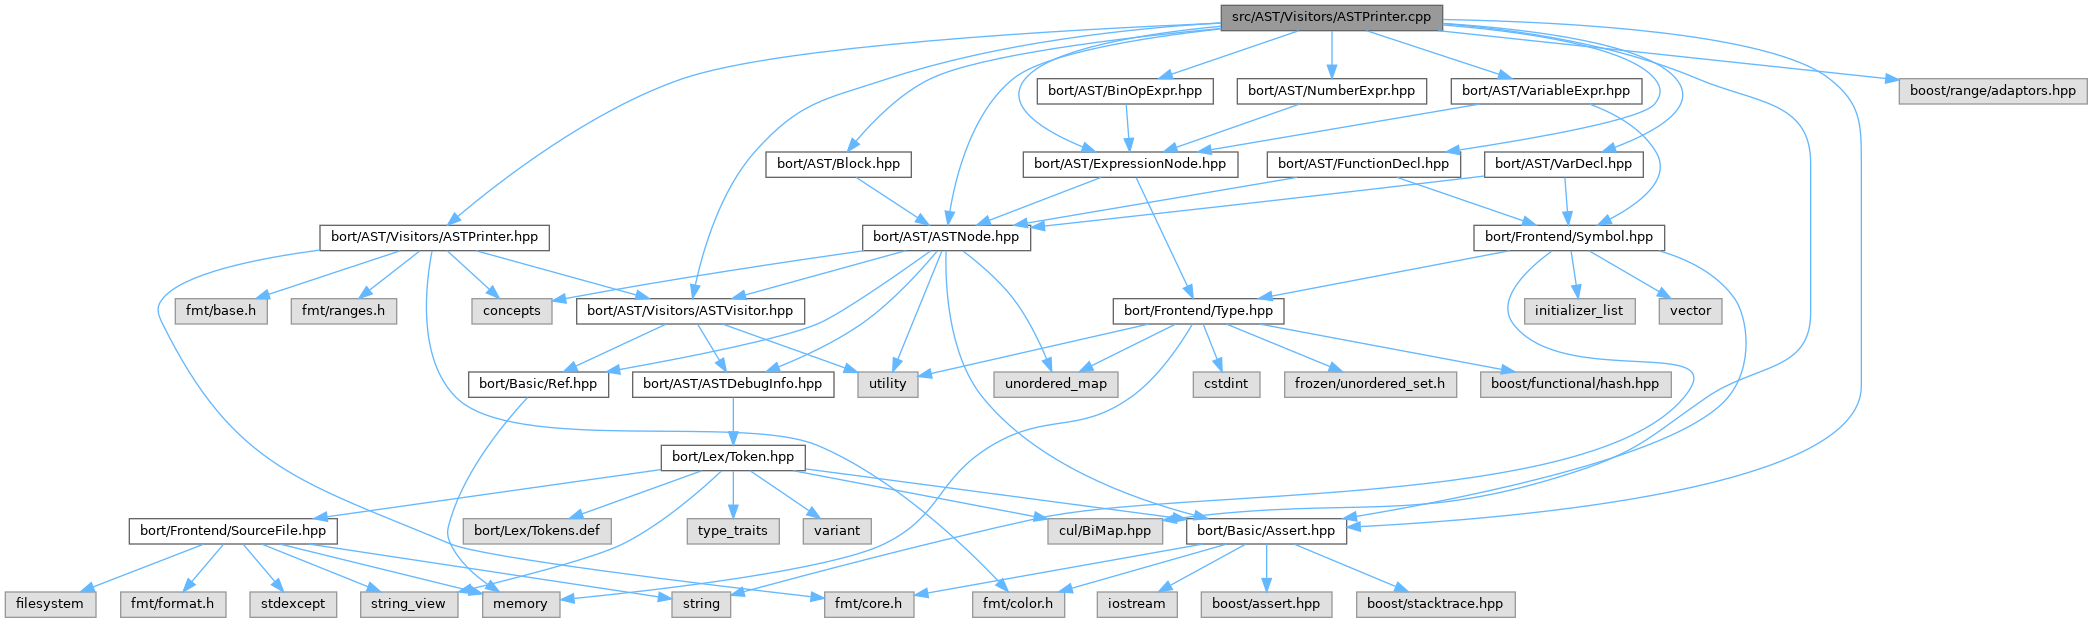 src/AST/Visitors/ASTPrinter.cpp
bort/AST/BinOpExpr.hpp
bort/AST/NumberExpr.hpp
bort/AST/VariableExpr.hpp
boost/range/adaptors.hpp
bort/AST/Block.hpp
bort/AST/ExpressionNode.hpp
bort/AST/FunctionDecl.hpp
bort/AST/VarDecl.hpp
bort/AST/Visitors/ASTPrinter.hpp
bort/AST/ASTNode.hpp
bort/Frontend/Symbol.hpp
fmt/base.h
fmt/ranges.h
concepts
bort/AST/Visitors/ASTVisitor.hpp
bort/Frontend/Type.hpp
initializer_list
vector
bort/Basic/Ref.hpp
bort/AST/ASTDebugInfo.hpp
utility
unordered_map
cstdint
frozen/unordered_set.h
boost/functional/hash.hpp
bort/Lex/Token.hpp
bort/Frontend/SourceFile.hpp
bort/Lex/Tokens.def
type_traits
variant
cul/BiMap.hpp
bort/Basic/Assert.hpp
filesystem
fmt/format.h
stdexcept
string_view
memory
string
fmt/core.h
fmt/color.h
iostream
boost/assert.hpp
boost/stacktrace.hpp